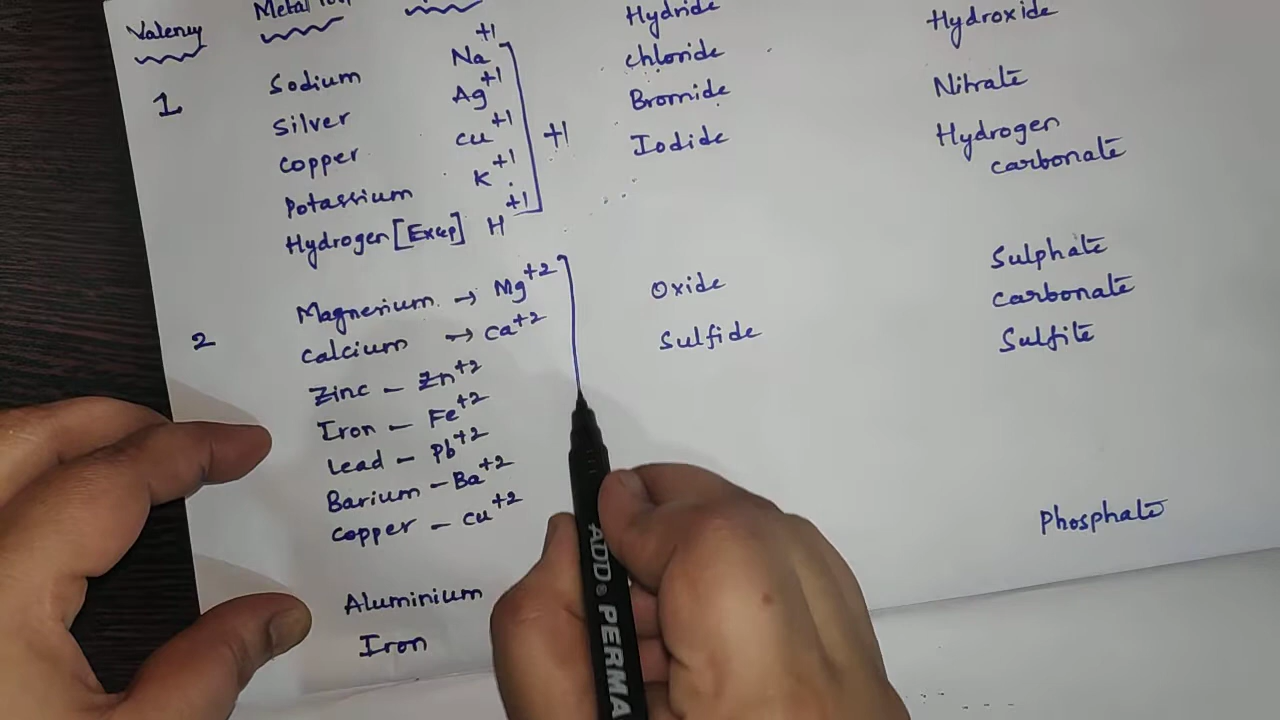 Valency Metal
Hydride Hydroxide
1 Sodium Na+1 chloride Nitrate
Silver Ag+1 Bromide Hydrogen
copper cu+1 +1 Iodide carbonate
Potassium K+1
Hydrogen [Exep] H+1
2 Magnesium → Mg+2 Oxide Sulphate
Calcium → Ca+2 Sulfide carbonate
Zinc - Zn+2 Sulfite
Iron - Fe+2
Lead - Pb+2
Barium - Ba+2
Copper - cu+2 Phosphate
Aluminium
Iron
ADD PERMA